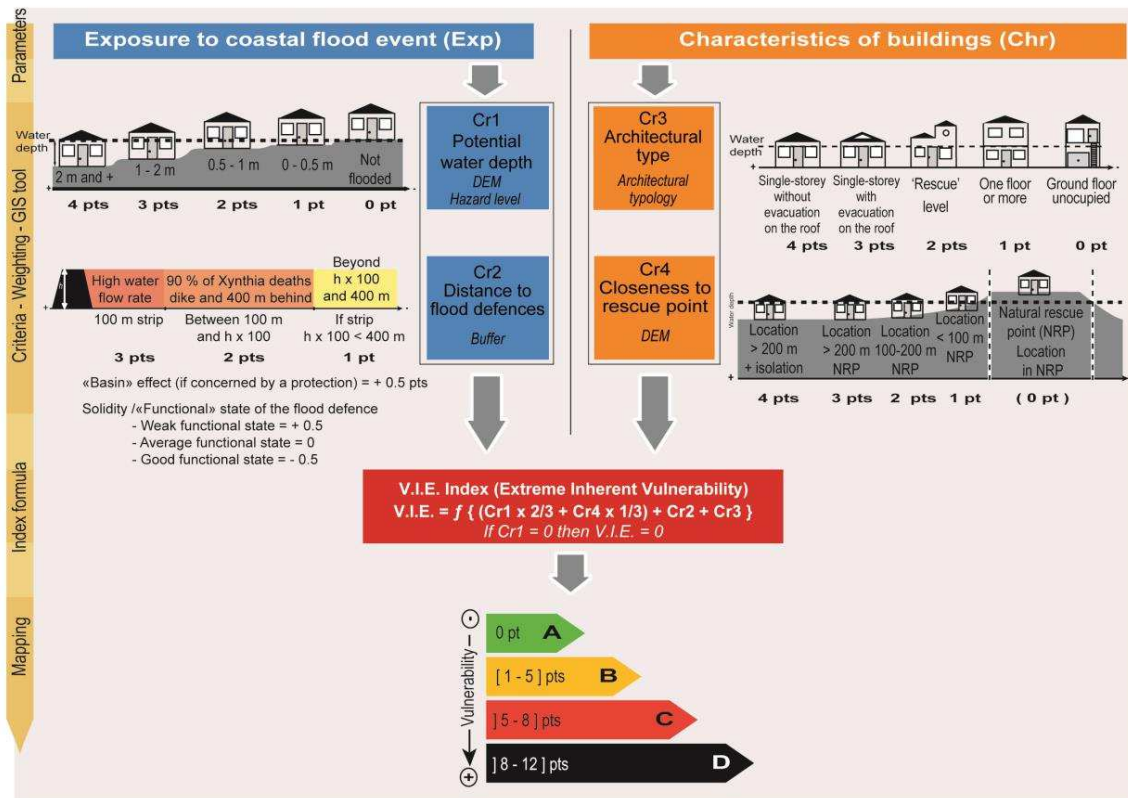 Parameters
Criteria - Weighting - GIS tool
Index formula
Mapping
Exposure to coastal flood event (Exp)
Water
depth
2 m and +
1 - 2 m
0.5 - 1 m
0 - 0.5 m
Not
flooded
4 pts
3 pts
2 pts
1 pt
0 pt
Cr1
Potential
water depth
DEM
Hazard level
h
High water
flow rate
90 % of Xynthia deaths
dike and 400 m behind
Beyond
h x 100
and 400 m
100 m strip
Between 100 m
and h x 100
If strip
h x 100 < 400 m
3 pts
2 pts
1 pt
«Basin» effect (if concerned by a protection) = + 0.5 pts
Solidity /«Functional» state of the flood defence
- Weak functional state = + 0.5
- Average functional state = 0
- Good functional state = - 0.5
Cr2
Distance to
flood defences
Buffer
Characteristics of buildings (Chr)
Cr3
Architectural
type
Architectural
typology
Water
depth
Single-storey
without
evacuation
on the roof
Single-storey
with
evacuation
on the roof
'Rescue'
level
One floor
or more
Ground floor
unocupied
4 pts
3 pts
2 pts
1 pt
0 pt
Cr4
Closeness to
rescue point
DEM
Water depth
Location
> 200 m
+ isolation
Location
> 200 m
NRP
Location
100-200 m
NRP
Location
< 100 m
NRP
Natural rescue
point (NRP)
Location
in NRP
4 pts
3 pts
2 pts
1 pt
( 0 pt )
V.I.E. Index (Extreme Inherent Vulnerability)
V.I.E. = ƒ { (Cr1 x 2/3 + Cr4 x 1/3) + Cr2 + Cr3 }
If Cr1 = 0 then V.I.E. = 0
- Vulnerability -
+
0 pt A
[ 1 - 5 ] pts B
] 5 - 8 ] pts C
] 8 - 12 ] pts D